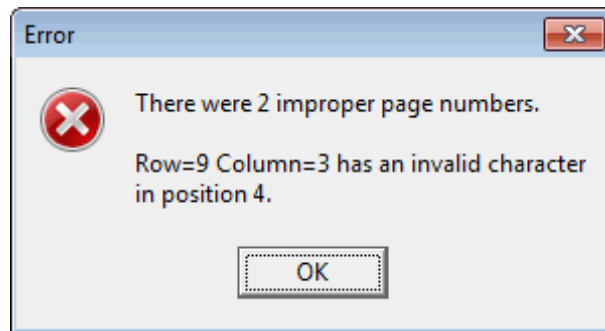 Error
There were 2 improper page numbers.
Row=9 Column=3 has an invalid character
in position 4.
OK